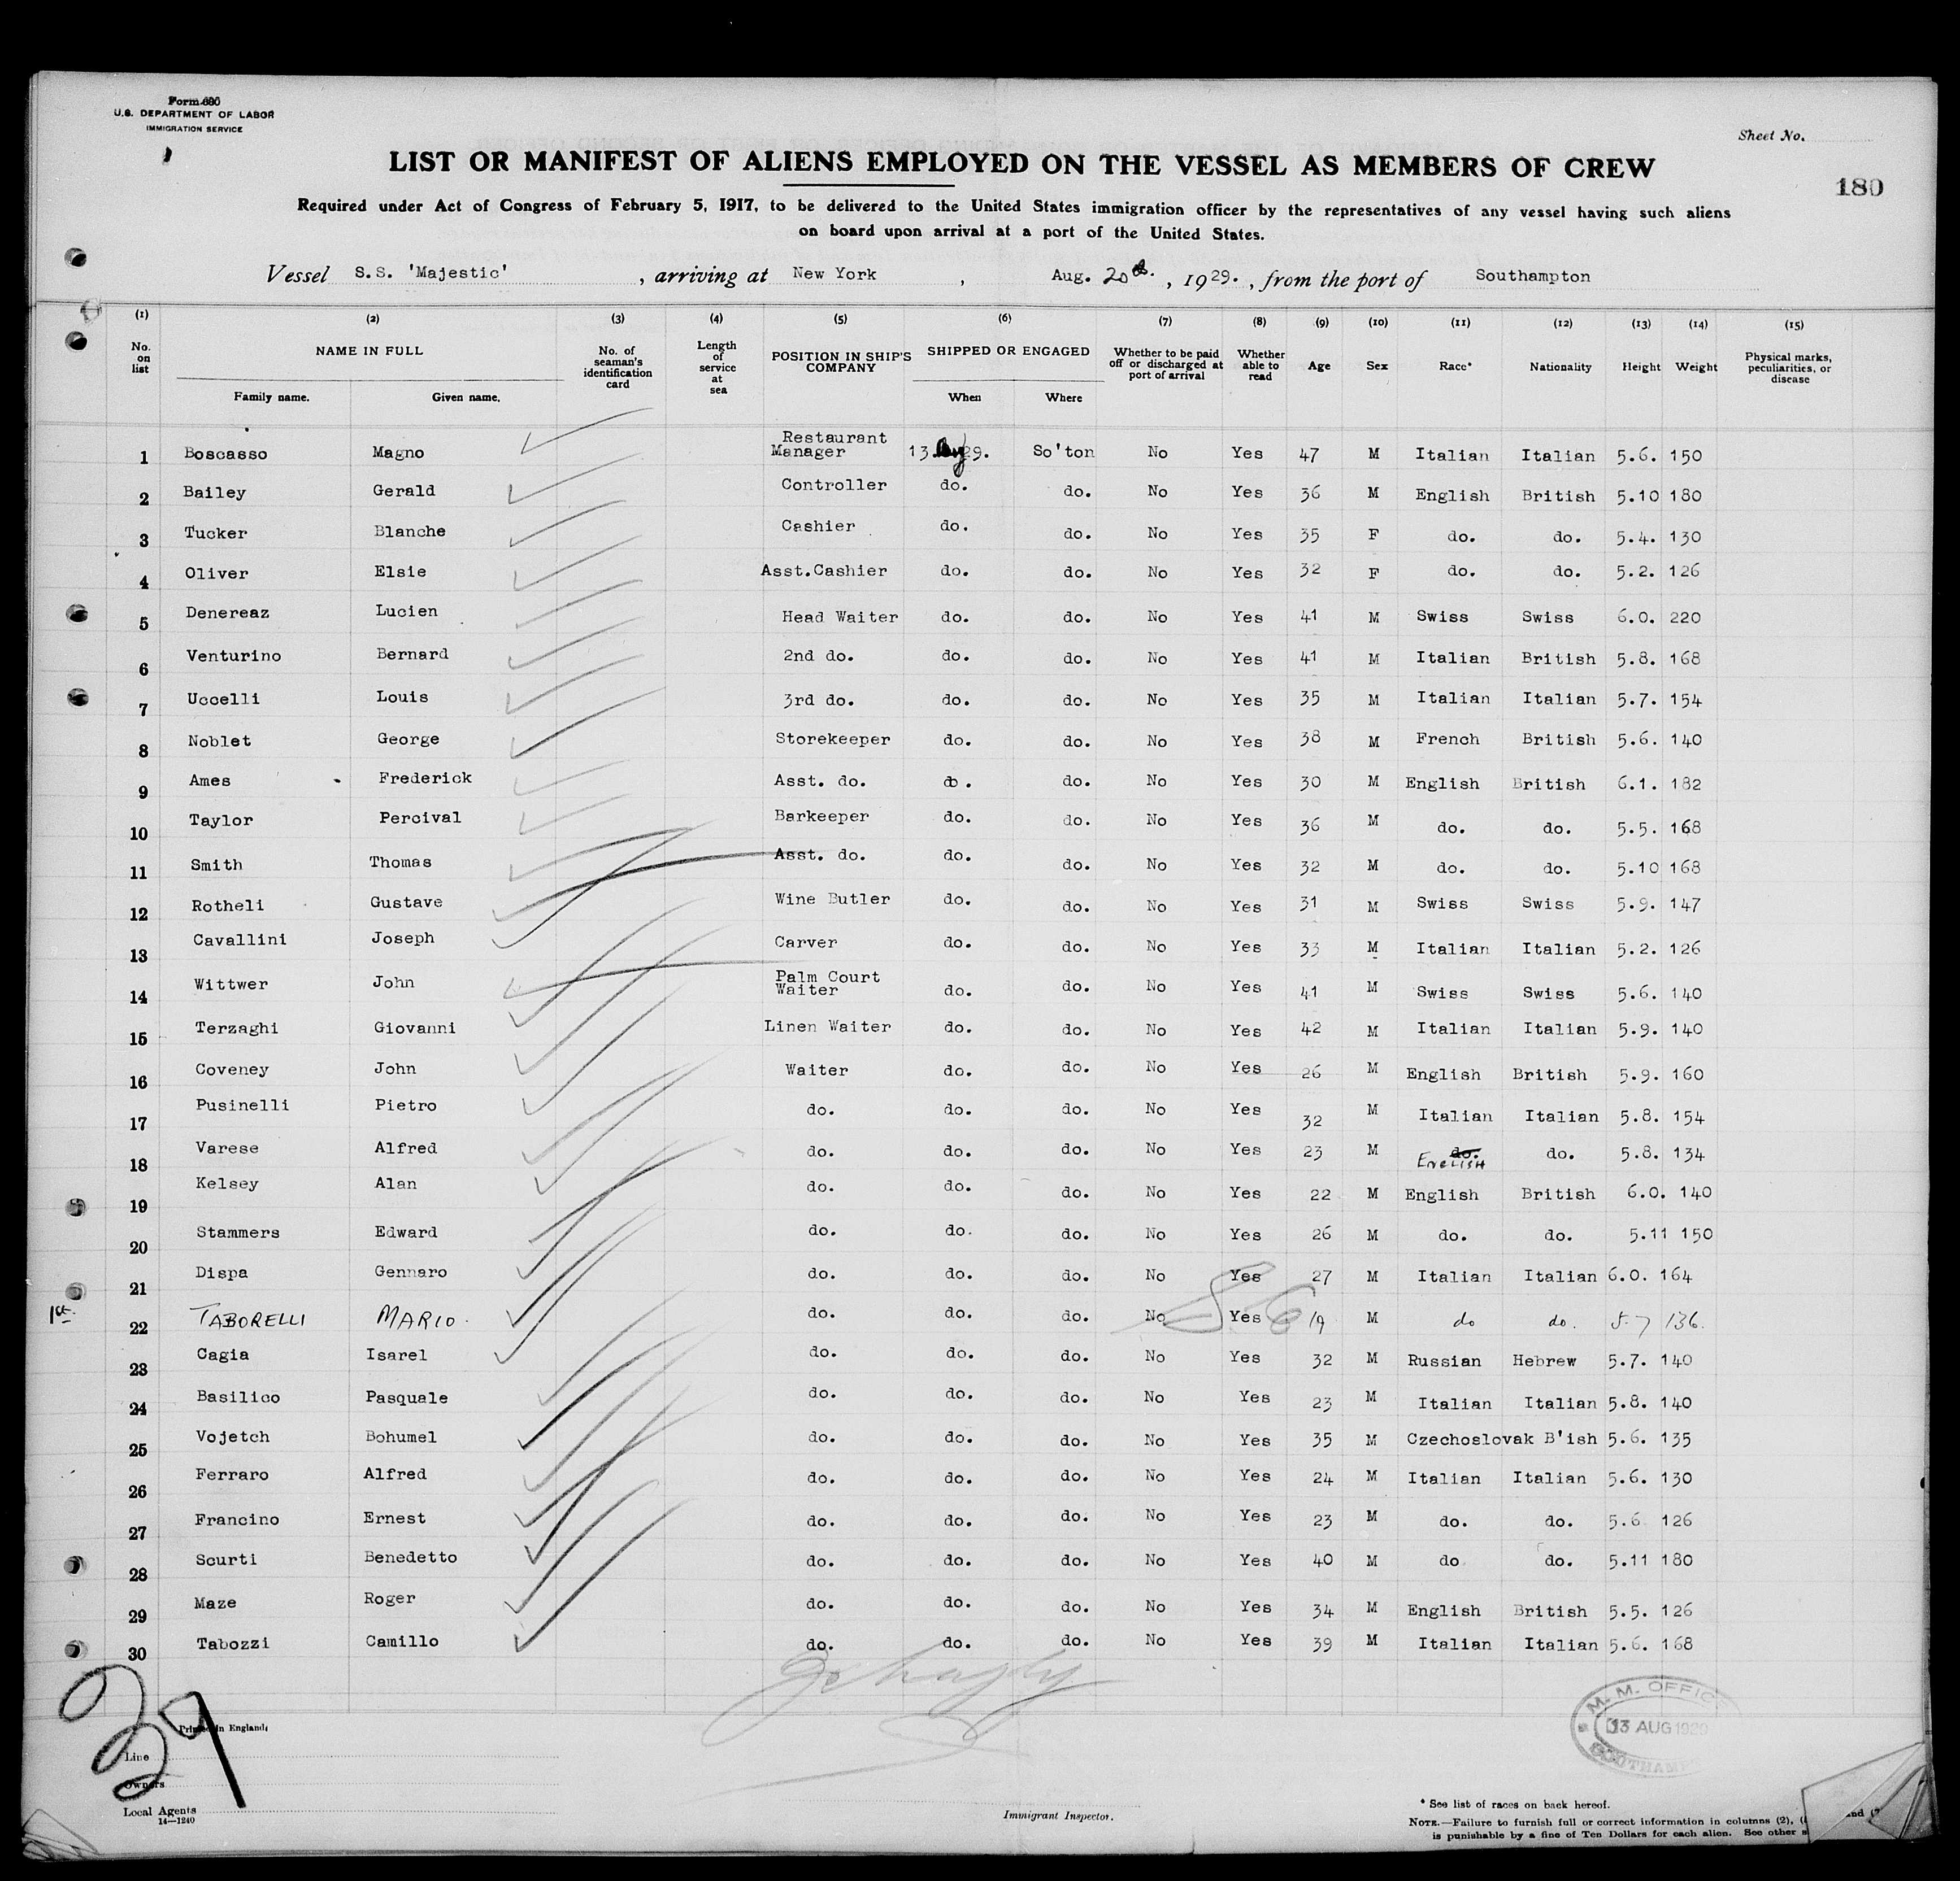 Form 680
U.S. DEPARTMENT OF LABOR
IMMIGRATION SERVICE
Sheet No.
LIST OR MANIFEST OF ALIENS EMPLOYED ON THE VESSEL AS MEMBERS OF CREW
180
Required under Act of Congress of February 5, 1917, to be delivered to the United States immigration officer by the representatives of any vessel having such aliens
on board upon arrival at a port of the United States.
Vessel S.S. 'Majestic' , arriving at New York , Aug. 20th. , 1929. , from the port of Southampton
(1) (2) (3) (4) (5) (6) (7) (8) (9) (10) (11) (12) (13) (14) (15)
No. on list NAME IN FULL Family name. Given name. No. of seaman's identification card Length of service at sea POSITION IN SHIP'S COMPANY SHIPPED OR ENGAGED When Where Whether to be paid off or discharged at port of arrival Whether able to read Age Sex Race* Nationality Height Weight Physical marks, peculiarities, or disease
1 Boscasso Magno Restaurant Manager 13 Aug 29. So'ton No Yes 47 M Italian Italian 5.6. 150
2 Bailey Gerald Controller do. do. No Yes 36 M English British 5.10 180
3 Tucker Blanche Cashier do. do. No Yes 35 F do. do. 5.4. 130
4 Oliver Elsie Asst.Cashier do. do. No Yes 32 F do. do. 5.2. 126
5 Denereaz Lucien Head Waiter do. do. No Yes 41 M Swiss Swiss 6.0. 220
6 Venturino Bernard 2nd do. do. do. No Yes 41 M Italian British 5.8. 168
7 Uccelli Louis 3rd do. do. do. No Yes 35 M Italian Italian 5.7. 154
8 Noblet George Storekeeper do. do. No Yes 38 M French British 5.6. 140
9 Ames Frederick Asst. do. do. do. No Yes 30 M English British 6.1. 182
10 Taylor Percival Barkeeper do. do. No Yes 36 M do. do. 5.5. 168
11 Smith Thomas Asst. do. do. do. No Yes 32 M do. do. 5.10 168
12 Rotheli Gustave Wine Butler do. do. No Yes 31 M Swiss Swiss 5.9. 147
13 Cavallini Joseph Carver do. do. No Yes 33 M Italian Italian 5.2. 126
14 Wittwer John Palm Court Waiter do. do. No Yes 41 M Swiss Swiss 5.6. 140
15 Terzaghi Giovanni Linen Waiter do. do. No Yes 42 M Italian Italian 5.9. 140
16 Coveney John Waiter do. do. No Yes 26 M English British 5.9. 160
17 Pusinelli Pietro do. do. do. No Yes 32 M Italian Italian 5.8. 154
18 Varese Alfred do. do. do. No Yes 23 M do. ENGLISH do. 5.8. 134
19 Kelsey Alan do. do. do. No Yes 22 M English British 6.0. 140
20 Stammers Edward do. do. do. No Yes 26 M do. do. 5.11 150
21 Dispa Gennaro do. do. do. No Yes 27 M Italian Italian 6.0. 164
1st. 22 TABORELLI MARIO. do. do. do. No Yes 19 M do do. 5.7 136.
23 Cagia Isarel do. do. do. No Yes 32 M Russian Hebrew 5.7. 140
24 Basilico Pasquale do. do. do. No Yes 23 M Italian Italian 5.8. 140
25 Vojetch Bohumel do. do. do. No Yes 35 M Czechoslovak B'ish 5.6. 135
26 Ferraro Alfred do. do. do. No Yes 24 M Italian Italian 5.6. 130
27 Francino Ernest do. do. do. No Yes 23 M do. do. 5.6 126
28 Scurti Benedetto do. do. do. No Yes 40 M do do. 5.11 180
29 Maze Roger do. do. do. No Yes 34 M English British 5.5. 126
30 Tabozzi Camillo do. do. do. No Yes 39 M Italian Italian 5.6. 168
29
Printed in England.
Line
Owners
Local Agents
14—1240
Immigrant Inspector.
M. M. OFFIC
13 AUG 1929
SOUTHAM
* See list of races on back hereof.
NOTE.—Failure to furnish full or correct information in columns (2), (
is punishable by a fine of Ten Dollars for each alien. See other s